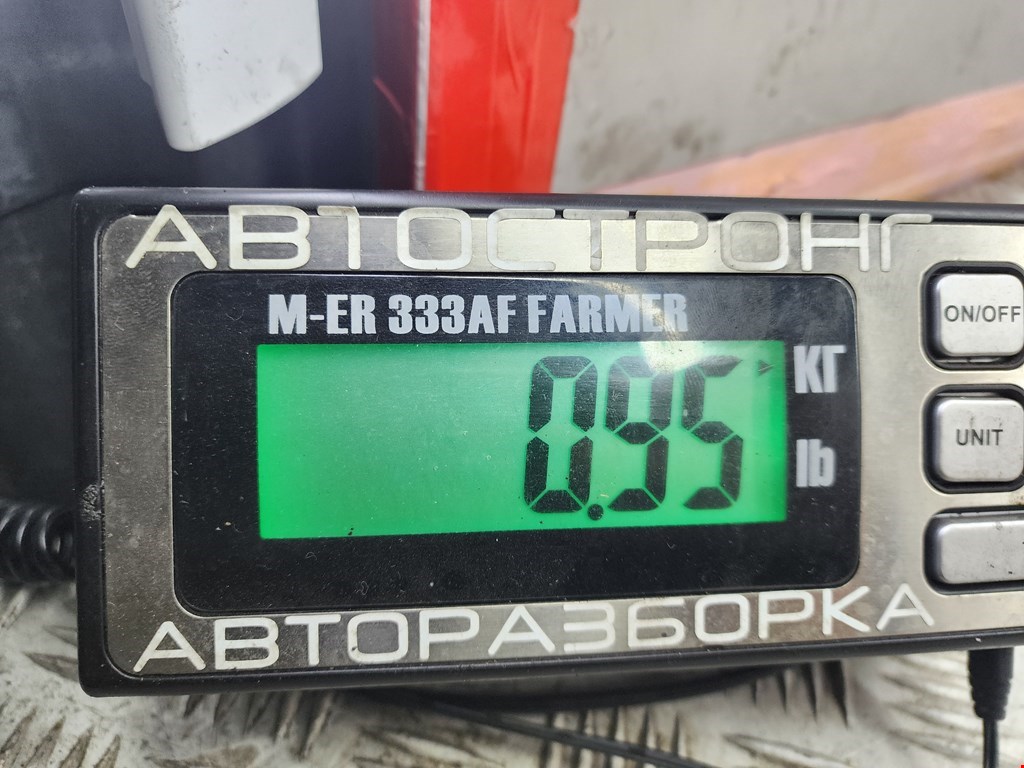 АВТОСТРОНГ
M-ER 333AF FARMER
0.95
КГ
lb
ON/OFF
UNIT
АВТОРАЗБОРКА